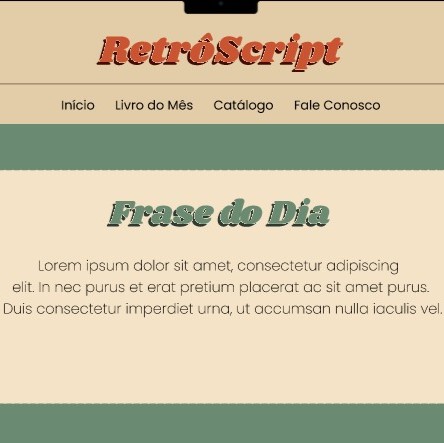 RetrôScript
Início Livro do Mês Catálogo Fale Conosco
Frase do Dia
Lorem ipsum dolor sit amet, consectetur adipiscing
elit. In nec purus et erat pretium placerat ac sit amet purus.
Duis consectetur imperdiet urna, ut accumsan nulla iaculis vel.